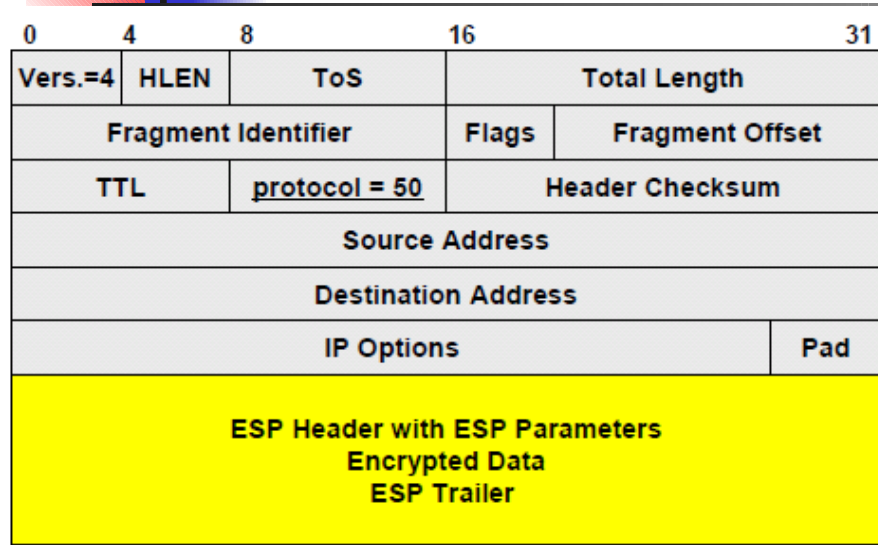 0 4 8 16 31
Vers.=4 HLEN ToS Total Length
Fragment Identifier Flags Fragment Offset
TTL protocol = 50 Header Checksum
Source Address
Destination Address
IP Options Pad
ESP Header with ESP Parameters
Encrypted Data
ESP Trailer